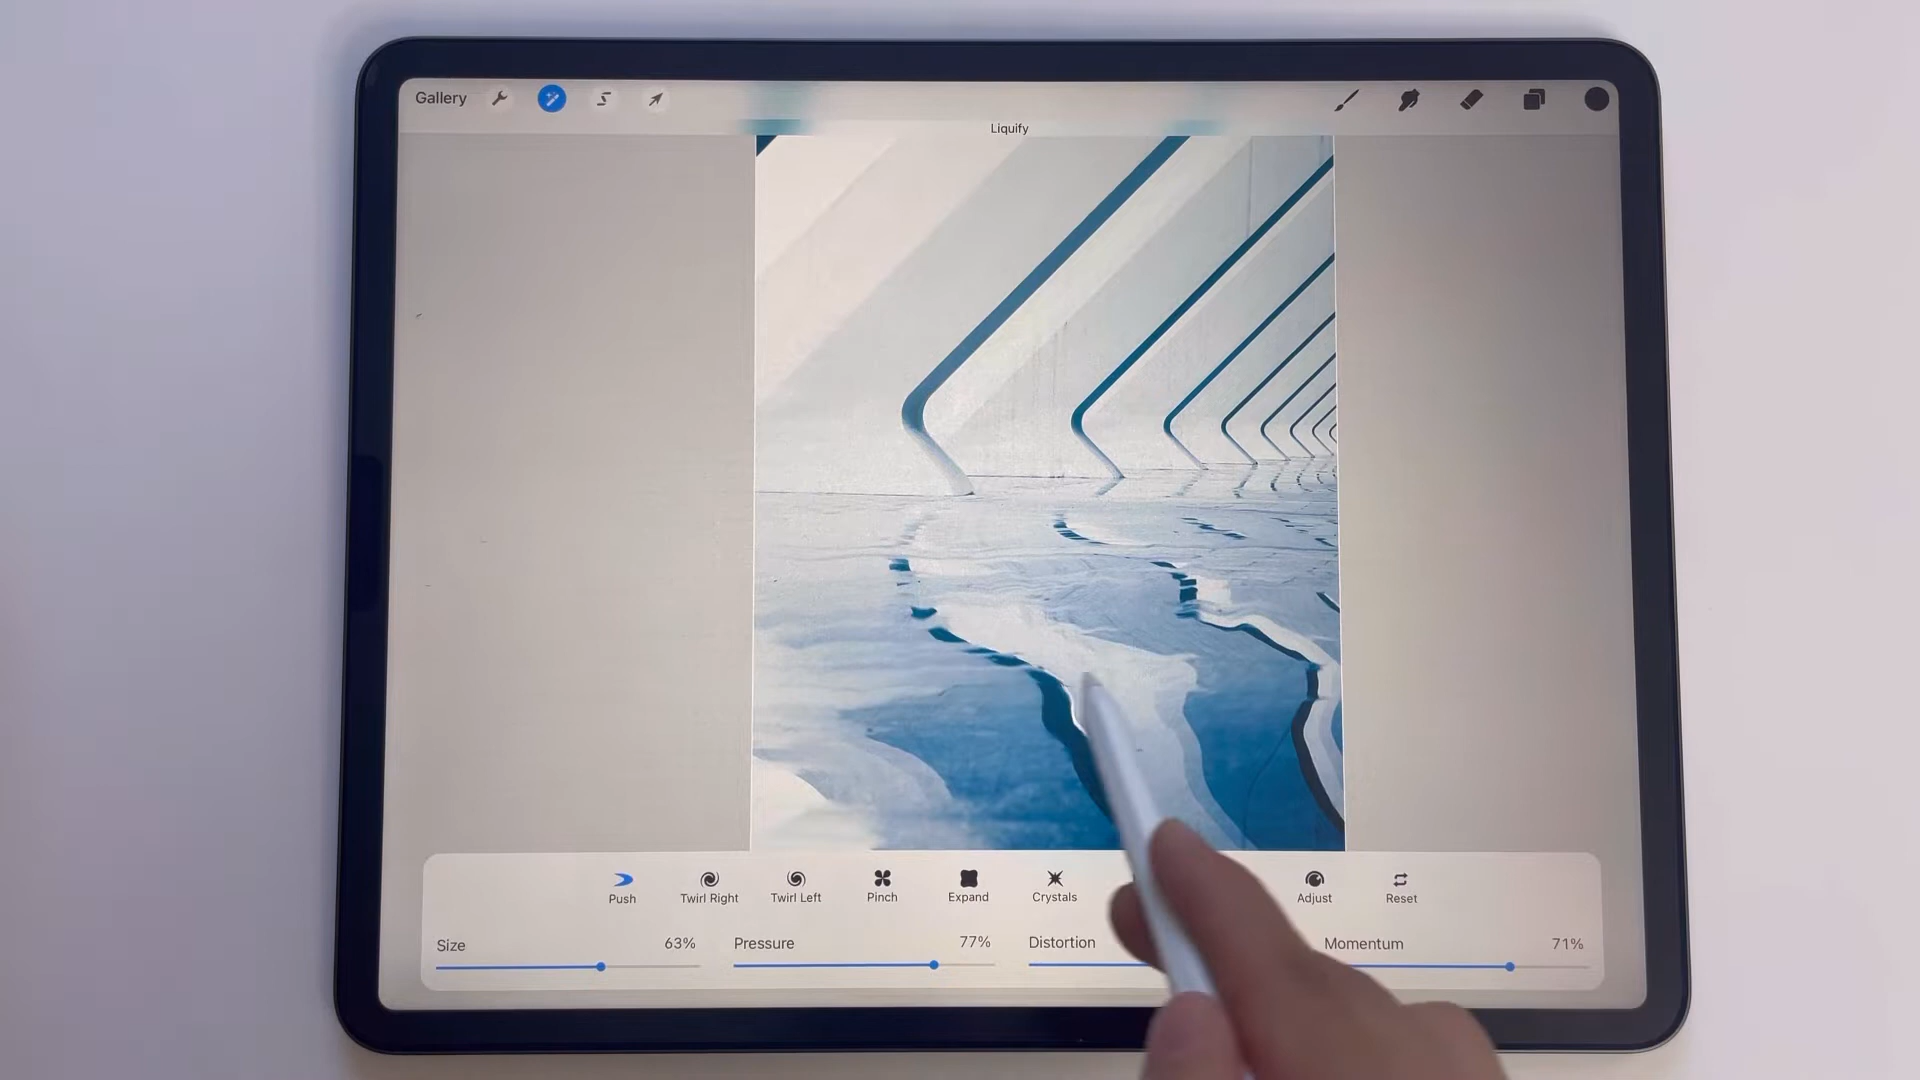 Gallery
Liquify
Push Twirl Right Twirl Left Pinch Expand Crystals Adjust Reset
Size 63% Pressure 77% Distortion Momentum 71%